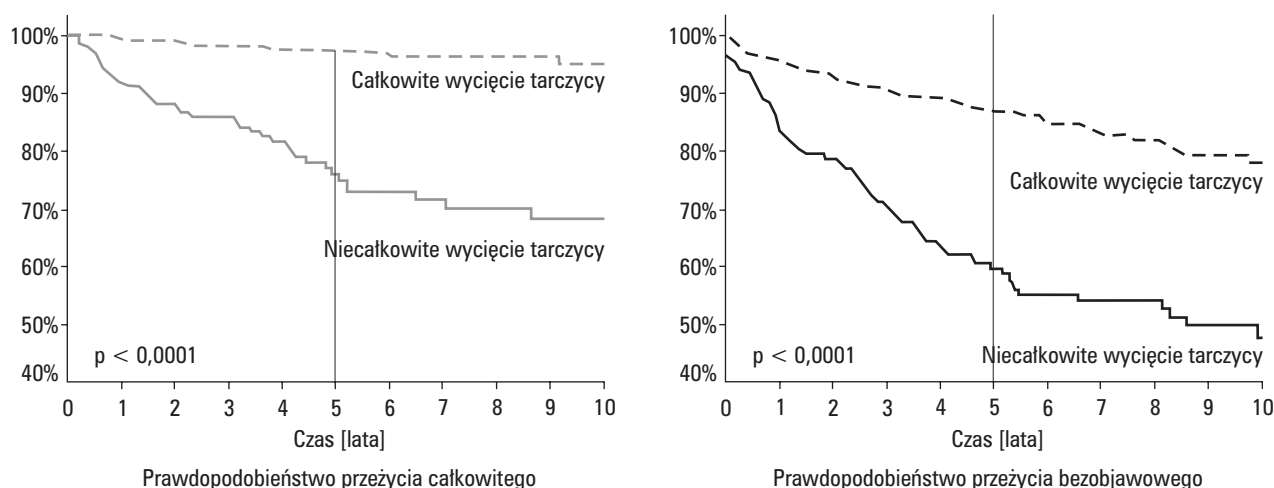 100%
90%
80%
70%
60%
50%
40%
Całkowite wycięcie tarczycy
Niecałkowite wycięcie tarczycy
p < 0,0001
0 1 2 3 4 5 6 7 8 9 10
Czas [lata]
Prawdopodobieństwo przeżycia całkowitego
100%
90%
80%
70%
60%
50%
40%
Całkowite wycięcie tarczycy
Niecałkowite wycięcie tarczycy
p < 0,0001
0 1 2 3 4 5 6 7 8 9 10
Czas [lata]
Prawdopodobieństwo przeżycia bezobjawowego